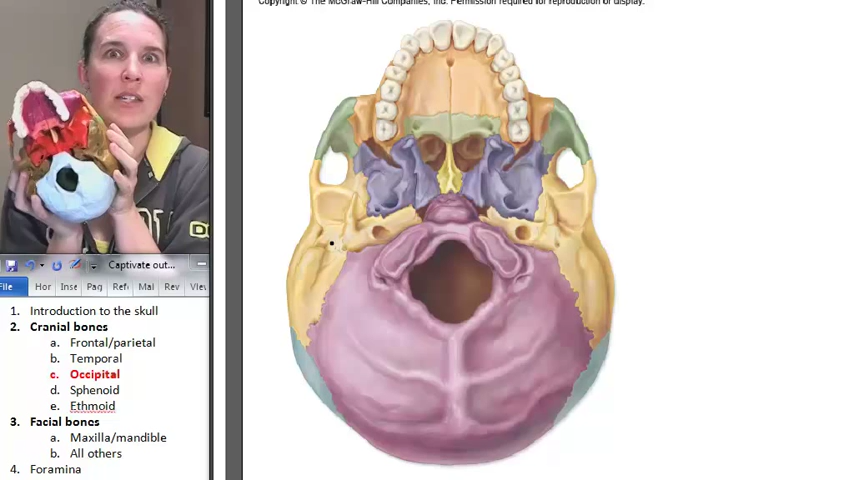 Copyright © The McGraw-Hill Companies, Inc. Permission required for reproduction or display.
Captivate out...
File Hor Inse Pag Refe Mai Rev View
1. Introduction to the skull
2. Cranial bones
a. Frontal/parietal
b. Temporal
c. Occipital
d. Sphenoid
e. Ethmoid
3. Facial bones
a. Maxilla/mandible
b. All others
4. Foramina